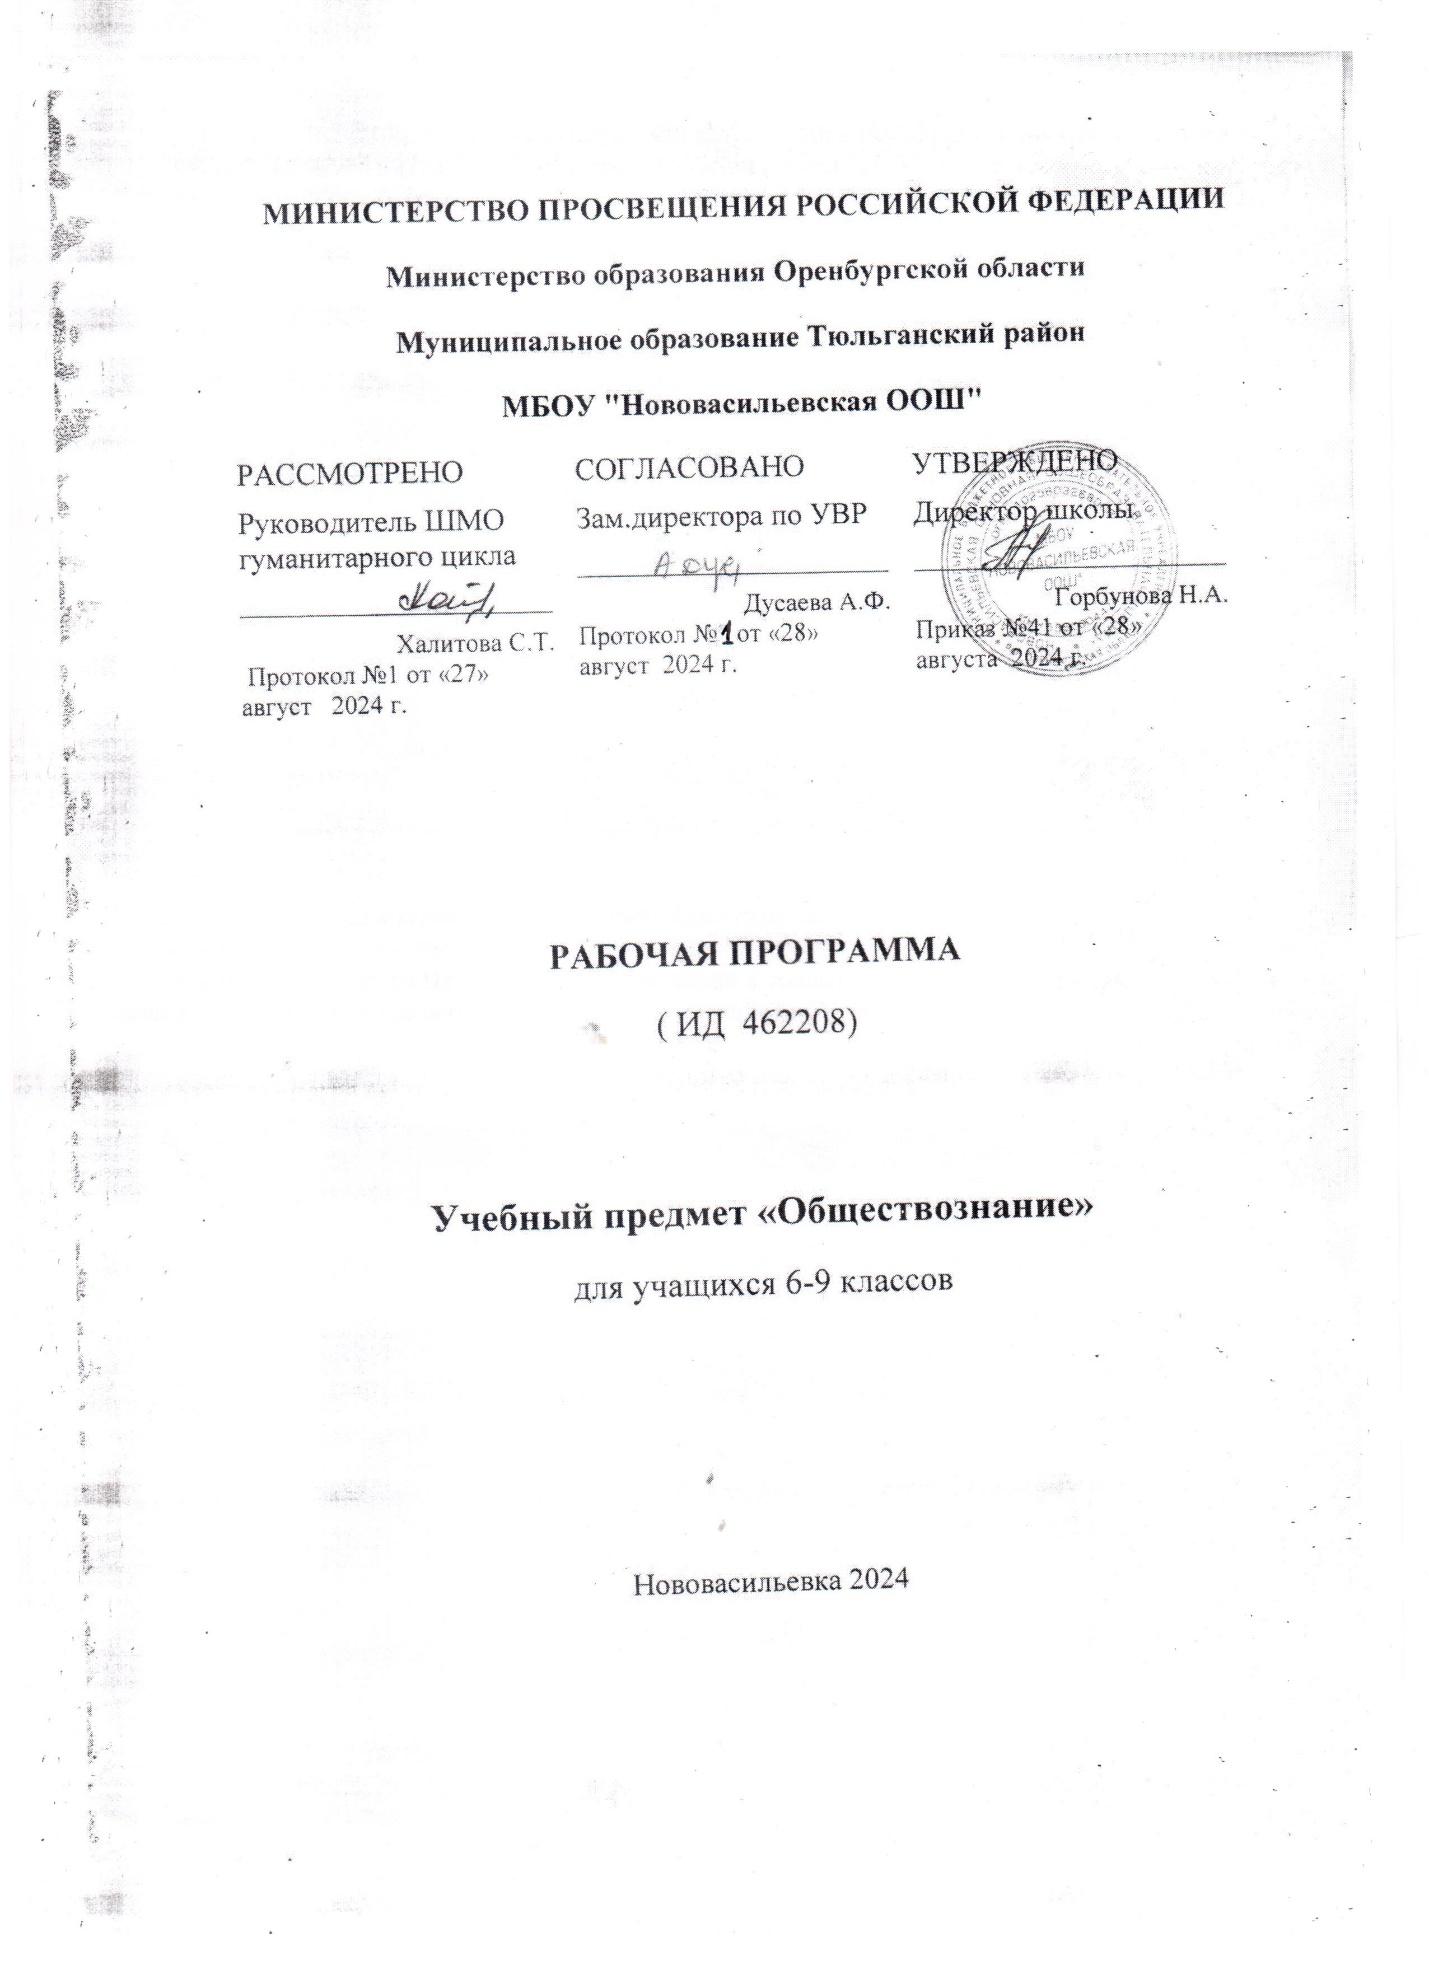 МИНИСТЕРСТВО ПРОСВЕЩЕНИЯ РОССИЙСКОЙ ФЕДЕРАЦИИ
Министерство образования Оренбургской области
Муниципальное образование Тюльганский район
МБОУ "Нововасильевская ООШ"
РАССМОТРЕНО
Руководитель ШМО
гуманитарного цикла
Халитова С.Т.
Протокол №1 от «27»
август 2024 г.
СОГЛАСОВАНО
Зам.директора по УВР
Дусаева А.Ф.
Протокол №1 от «28»
август 2024 г.
УТВЕРЖДЕНО
Директор школы
Горбунова Н.А.
Приказ №41 от «28»
августа 2024 г.
МБОУ
НОВОВАСИЛЬЕВСКАЯ
ООШ"
РАБОЧАЯ ПРОГРАММА
( ИД 462208)
Учебный предмет «Обществознание»
для учащихся 6-9 классов
Нововасильевка 2024